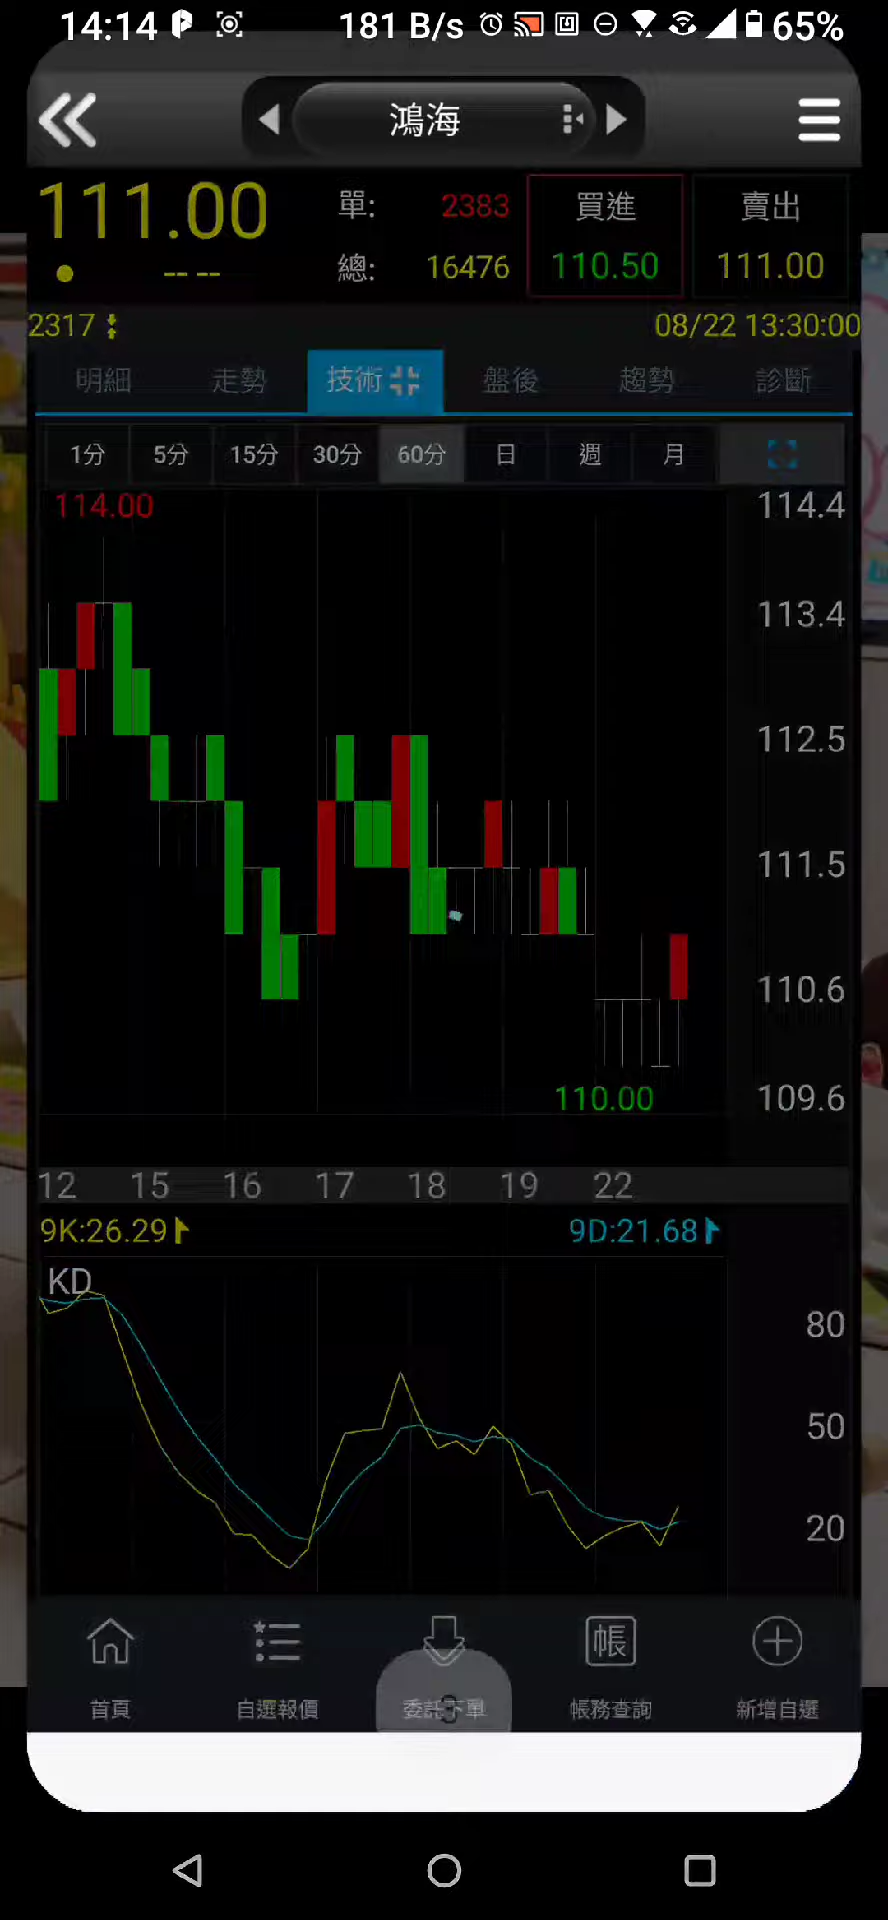 14:14 181 B/s 65%
鴻海
111.00 單: 2383 買進 賣出
-- -- 總: 16476 110.50 111.00
2317 08/22 13:30:00
明細 走勢 技術 盤後 趨勢 診斷
1分 5分 15分 30分 60分 日 週 月
114.00 114.4
113.4
112.5
111.5
110.6
110.00 109.6
12 15 16 17 18 19 22
9K:26.29 9D:21.68
KD
80
50
20
帳
首頁 自選報價 委託下單 帳務查詢 新增自選